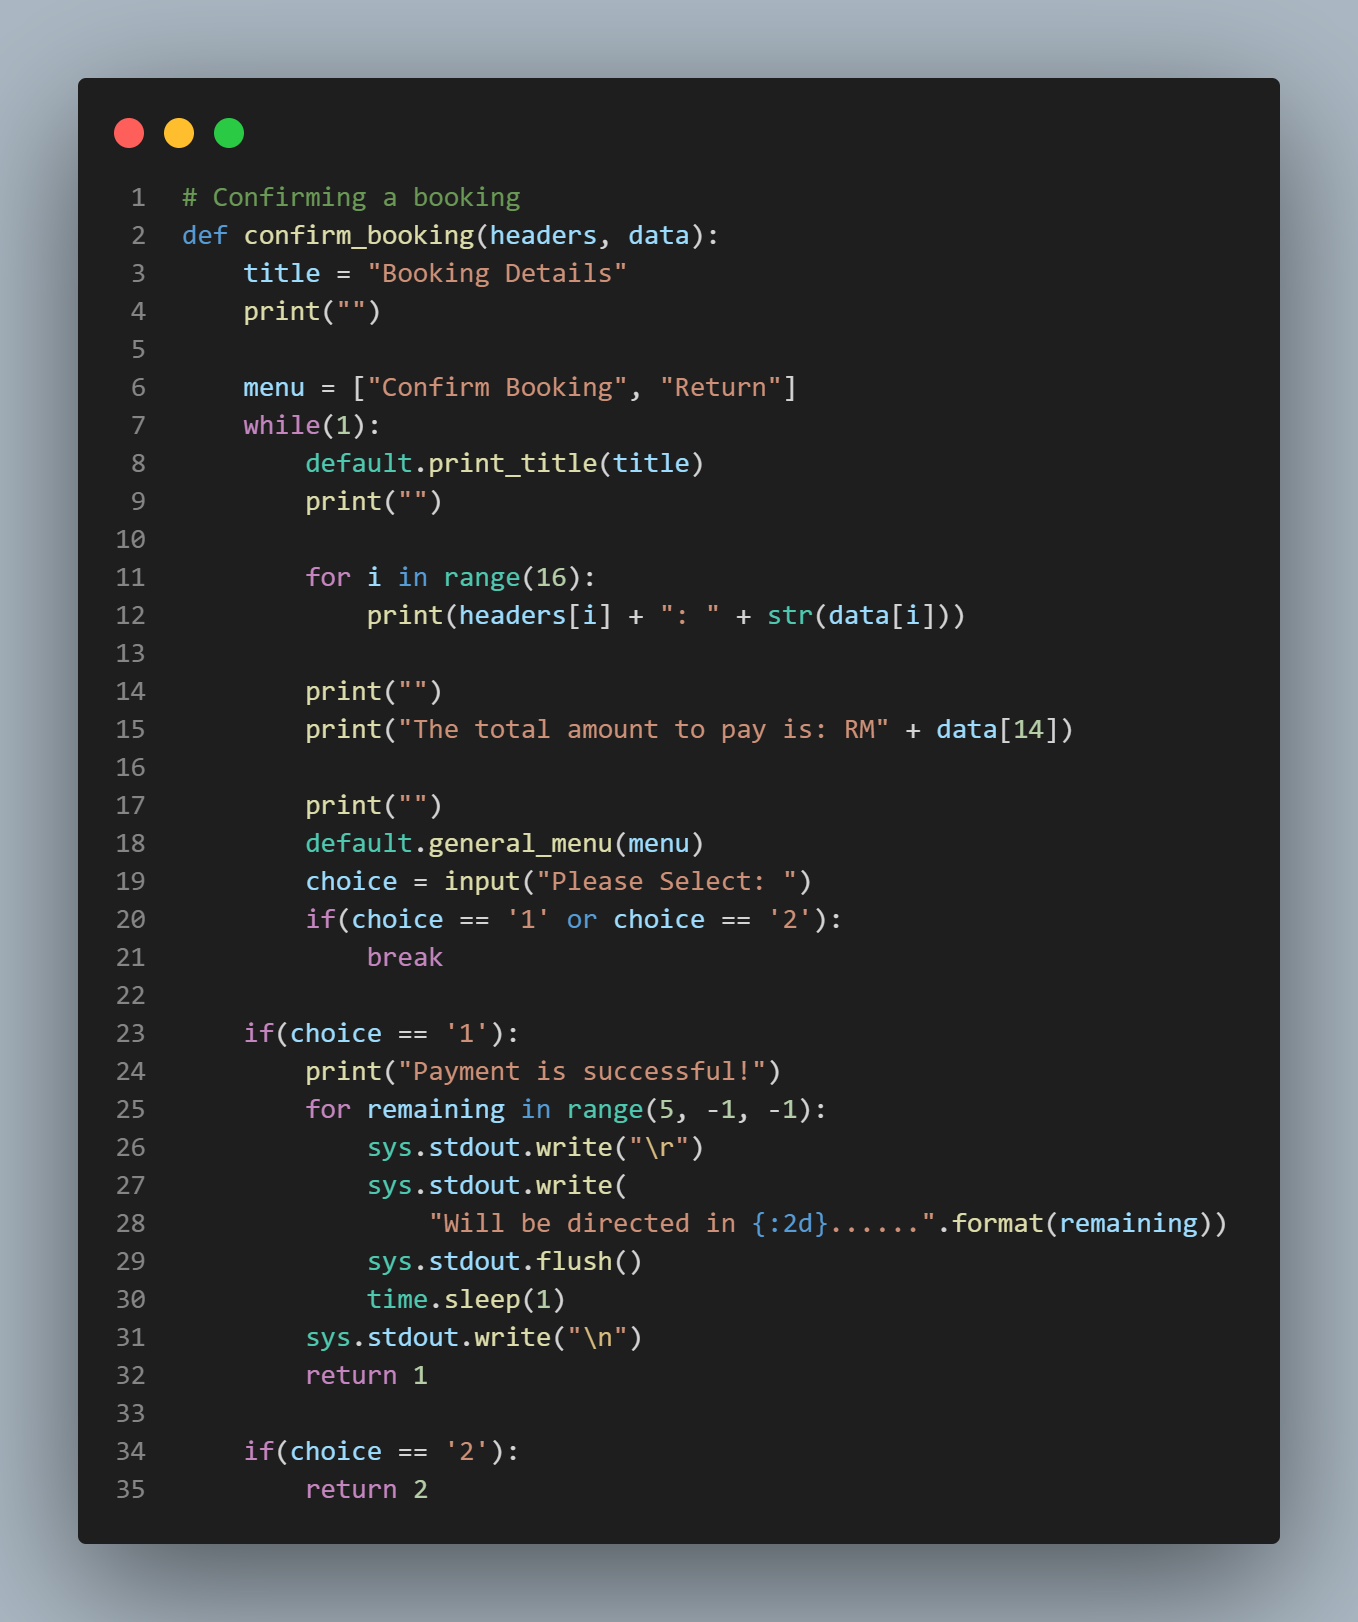 1 # Confirming a booking
2 def confirm_booking(headers, data):
3     title = "Booking Details"
4     print("")
5
6     menu = ["Confirm Booking", "Return"]
7     while(1):
8         default.print_title(title)
9         print("")
10
11         for i in range(16):
12             print(headers[i] + ": " + str(data[i]))
13
14         print("")
15         print("The total amount to pay is: RM" + data[14])
16
17         print("")
18         default.general_menu(menu)
19         choice = input("Please Select: ")
20         if(choice == '1' or choice == '2'):
21             break
22
23     if(choice == '1'):
24         print("Payment is successful!")
25         for remaining in range(5, -1, -1):
26             sys.stdout.write("\r")
27             sys.stdout.write(
28                 "Will be directed in {:2d}......".format(remaining))
29             sys.stdout.flush()
30             time.sleep(1)
31         sys.stdout.write("\n")
32         return 1
33
34     if(choice == '2'):
35         return 2